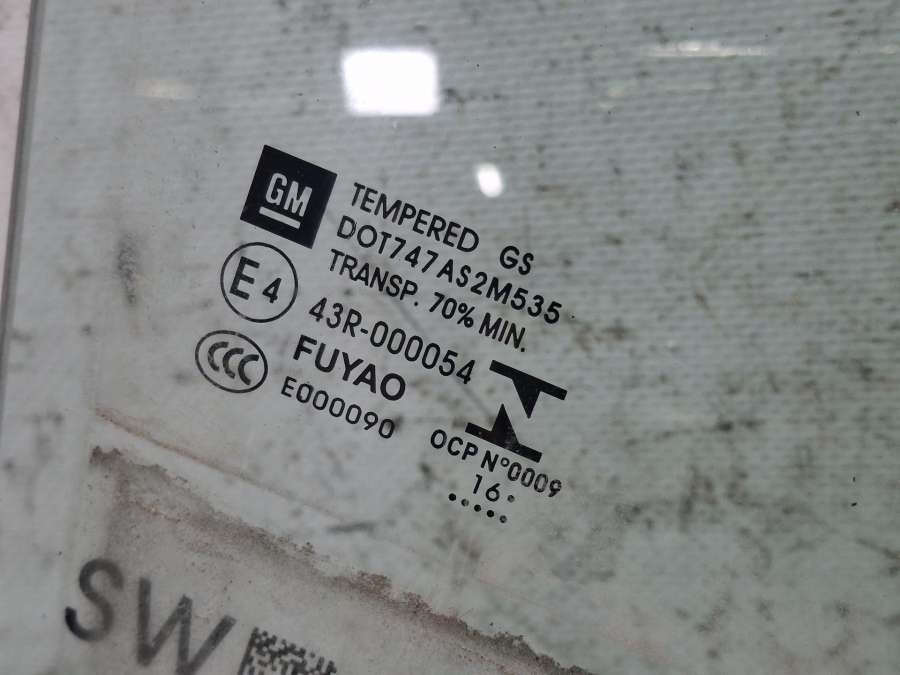 GM
TEMPERED GS
DOT747AS2M535
TRANSP. 70% MIN.
E4
43R-000054
CCC
FUYAO
E000090
OCP N°0009
16
SW